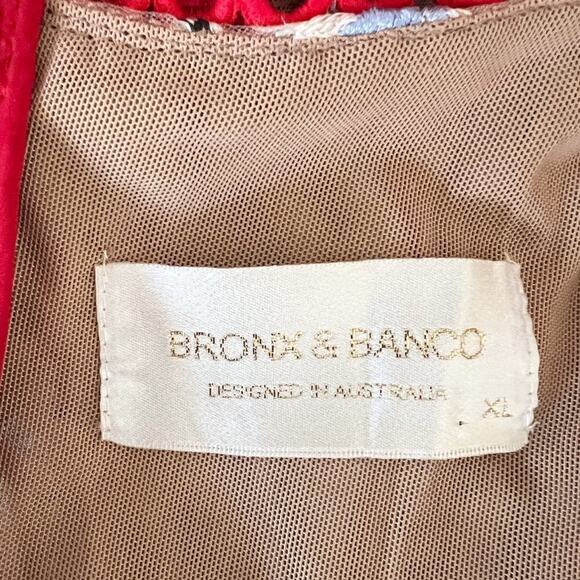 BRONX & BANCO
DESIGNED IN AUSTRALIA
XL